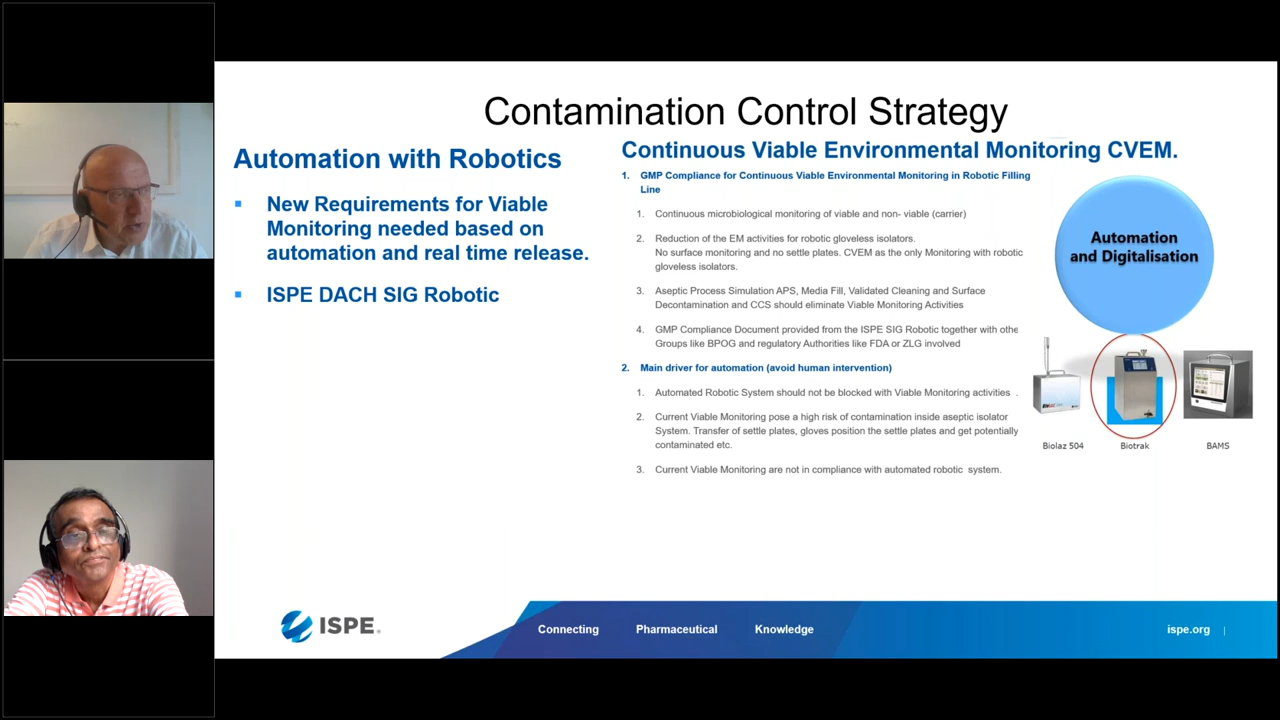 Contamination Control Strategy
Automation with Robotics
New Requirements for Viable
Monitoring needed based on
automation and real time release.
ISPE DACH SIG Robotic
Continuous Viable Environmental Monitoring CVEM.
1. GMP Compliance for Continuous Viable Environmental Monitoring in Robotic Filling
Line
1. Continuous microbiological monitoring of viable and non- viable (carrier)
2. Reduction of the EM activities for robotic gloveless isolators.
No surface monitoring and no settle plates. CVEM as the only Monitoring with robotic
gloveless isolators.
3. Aseptic Process Simulation APS, Media Fill, Validated Cleaning and Surface
Decontamination and CCS should eliminate Viable Monitoring Activities
4. GMP Compliance Document provided from the ISPE SIG Robotic together with othe
Groups like BPOG and regulatory Authorities like FDA or ZLG involved
2. Main driver for automation (avoid human intervention)
1. Automated Robotic System should not be blocked with Viable Monitoring activities .
2. Current Viable Monitoring pose a high risk of contamination inside aseptic isolator
System. Transfer of settle plates, gloves position the settle plates and get potentially
contaminated etc.
3. Current Viable Monitoring are not in compliance with automated robotic system.
Automation
and Digitalisation
Biolaz 504
Biotrak
BAMS
ISPE®
Connecting Pharmaceutical Knowledge
ispe.org |